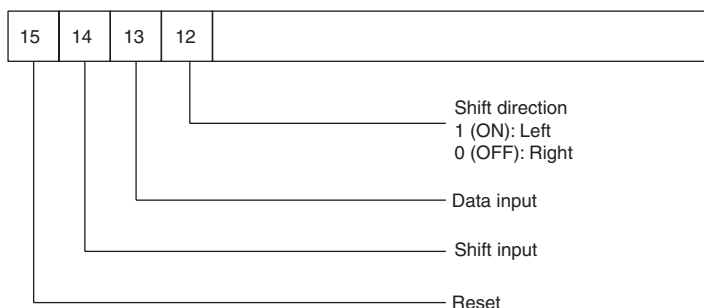 15 14 13 12
Shift direction
1 (ON): Left
0 (OFF): Right
Data input
Shift input
Reset